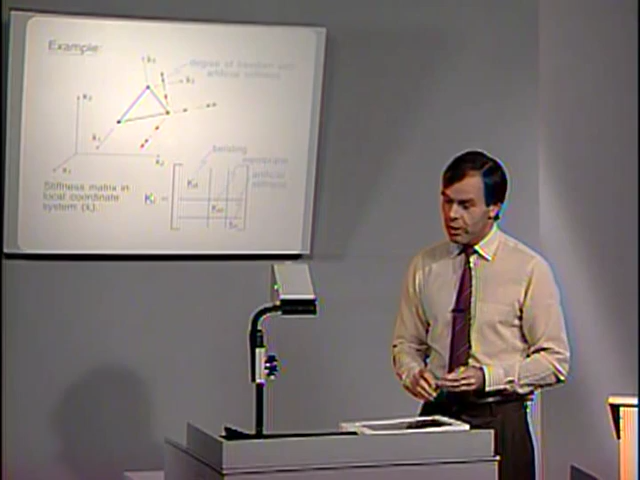 Example:
degree of freedom with
artificial stiffness
bending
membrane
artificial
stiffness
Stiffness matrix in
local coordinate
system